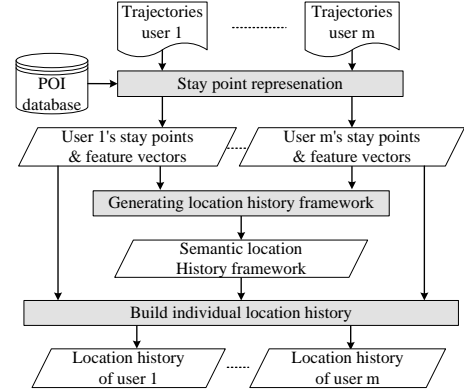 Trajectories
user 1
Trajectories
user m
POI
database
Stay point represenation
User 1's stay points
& feature vectors
User m's stay points
& feature vectors
Generating location history framework
Semantic location
History framework
Build individual location history
Location history
of user 1
Location history
of user m